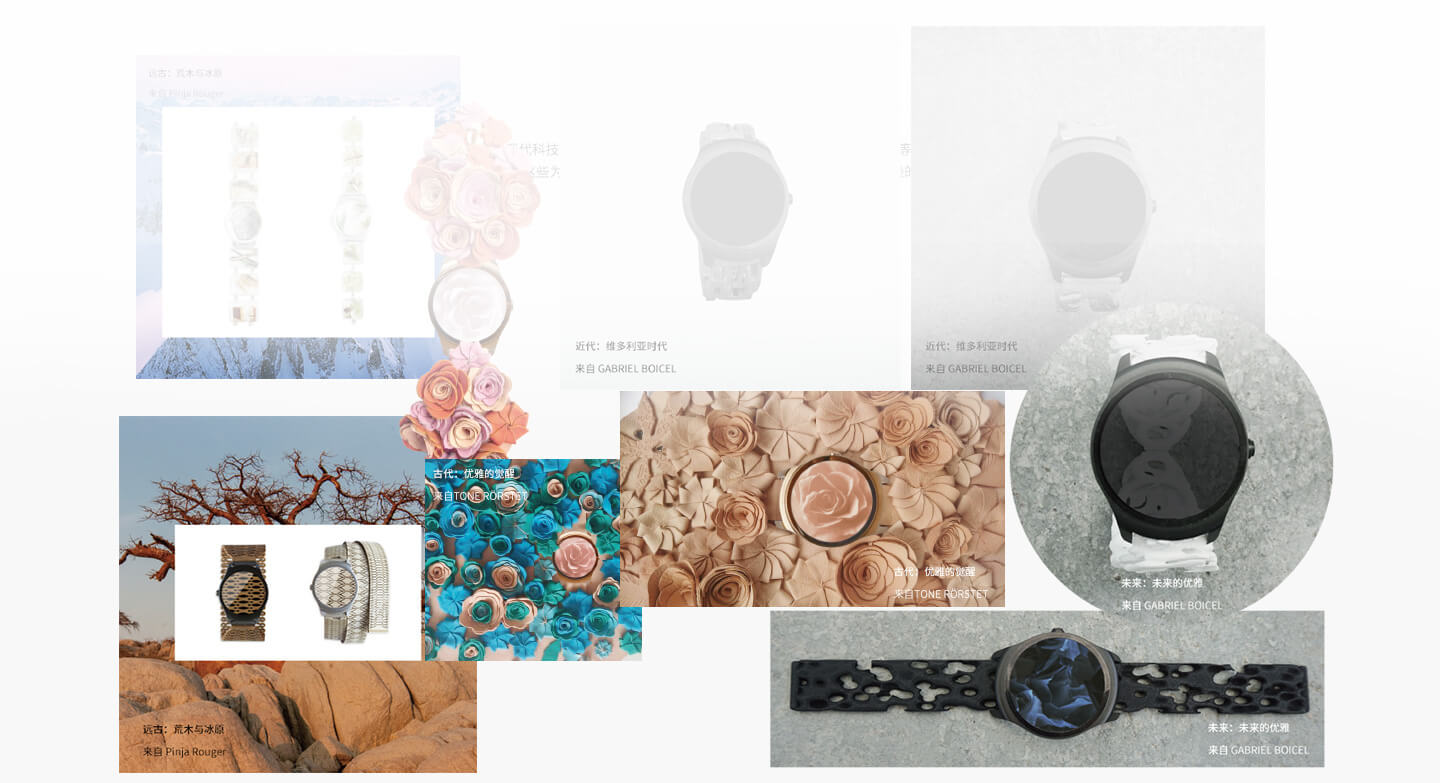 远古：荒木与冰原
来自 Pinja Rouger
现代科技
这些为
近代：维多利亚时代
来自 GABRIEL BOICEL
近代：维多利亚时代
来自 GABRIEL BOICEL
古代：优雅的觉醒
来自TONE RORSTET
古代：优雅的觉醒
来自TONE RORSTET
未来：未来的优雅
来自 GABRIEL BOICEL
远古：荒木与冰原
来自 Pinja Rouger
未来：未来的优雅
来自 GABRIEL BOICEL